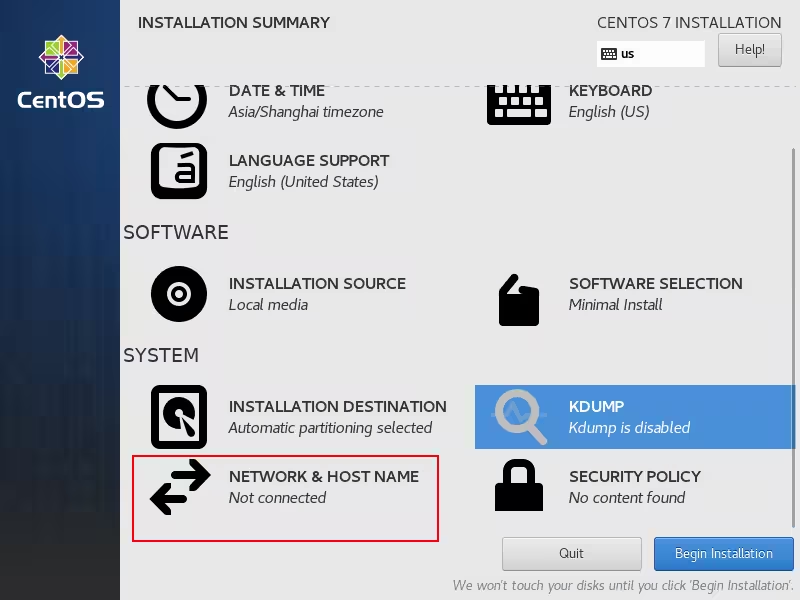 INSTALLATION SUMMARY
CENTOS 7 INSTALLATION
us
Help!
CentOS
DATE & TIME
Asia/Shanghai timezone
KEYBOARD
English (US)
á
LANGUAGE SUPPORT
English (United States)
SOFTWARE
INSTALLATION SOURCE
Local media
SOFTWARE SELECTION
Minimal Install
SYSTEM
INSTALLATION DESTINATION
Automatic partitioning selected
KDUMP
Kdump is disabled
NETWORK & HOST NAME
Not connected
SECURITY POLICY
No content found
Quit
Begin Installation
We won't touch your disks until you click 'Begin Installation'.